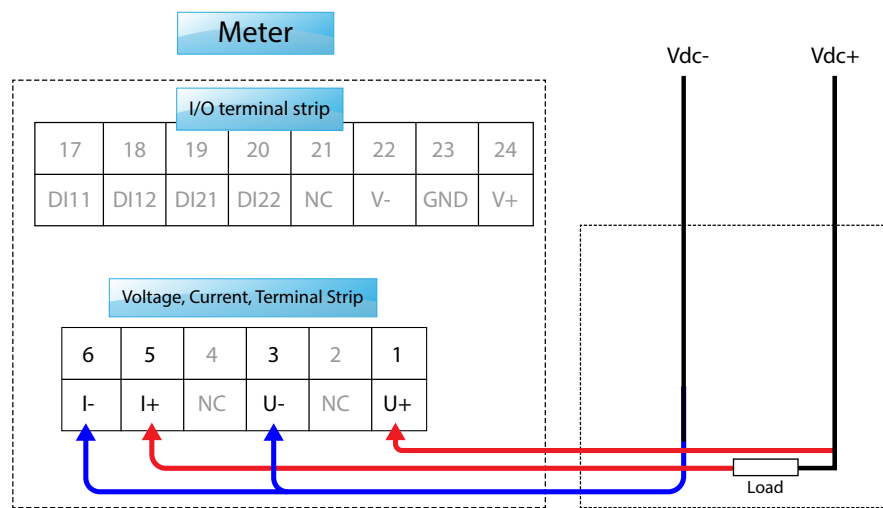 Meter
Vdc- Vdc+
I/O terminal strip
17 18 19 20 21 22 23 24
DI11 DI12 DI21 DI22 NC V- GND V+
Voltage, Current, Terminal Strip
6 5 4 3 2 1
I- I+ NC U- NC U+
Load